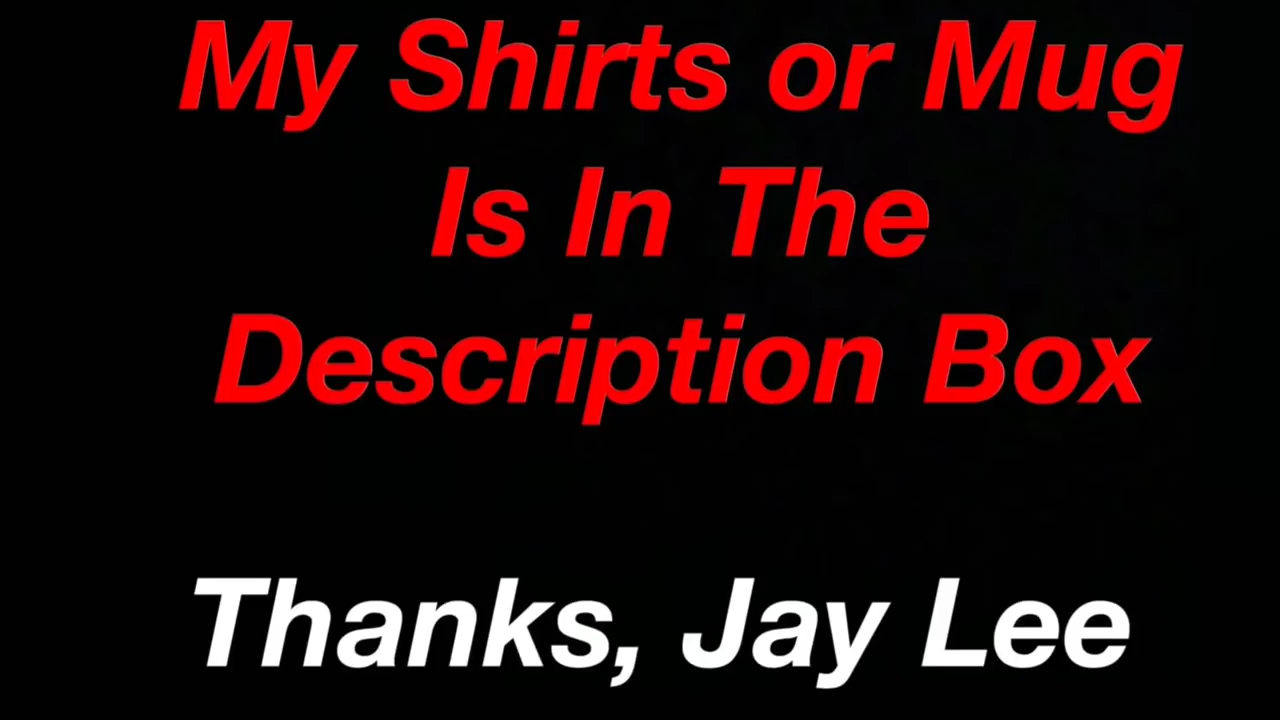 My Shirts or Mug
Is In The
Description Box
Thanks, Jay Lee